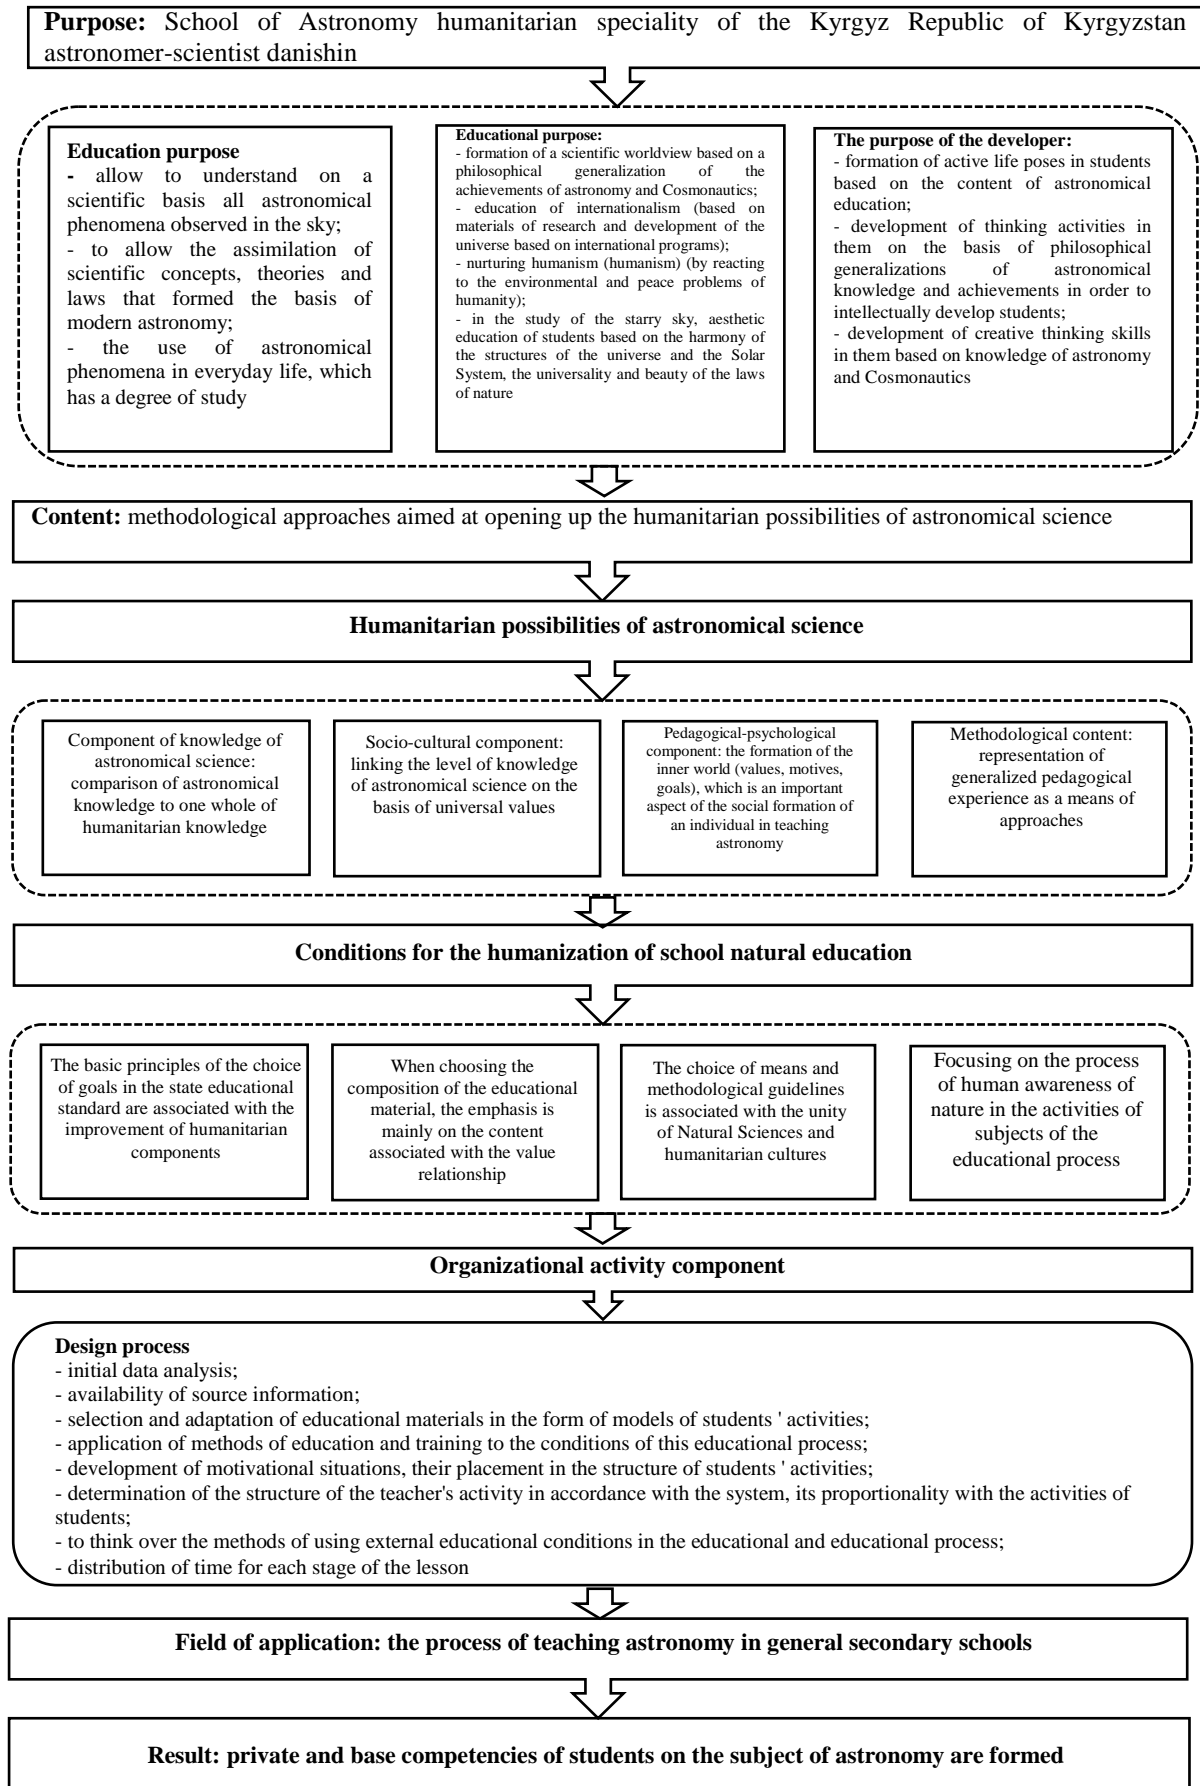 Purpose: School of Astronomy humanitarian speciality of the Kyrgyz Republic of Kyrgyzstan
astronomer-scientist danishin
Education purpose
- allow to understand on a
scientific basis all astronomical
phenomena observed in the sky;
- to allow the assimilation of
scientific concepts, theories and
laws that formed the basis of
modern astronomy;
- the use of astronomical
phenomena in everyday life, which
has a degree of study
Educational purpose:
- formation of a scientific worldview based on a
philosophical generalization of the
achievements of astronomy and Cosmonautics;
- education of internationalism (based on
materials of research and development of the
universe based on international programs);
- nurturing humanism (humanism) (by reacting
to the environmental and peace problems of
humanity);
- in the study of the starry sky, aesthetic
education of students based on the harmony of
the structures of the universe and the Solar
System, the universality and beauty of the laws
of nature
The purpose of the developer:
- formation of active life poses in students
based on the content of astronomical
education;
- development of thinking activities in
them on the basis of philosophical
generalizations of astronomical
knowledge and achievements in order to
intellectually develop students;
- development of creative thinking skills
in them based on knowledge of astronomy
and Cosmonautics
Content: methodological approaches aimed at opening up the humanitarian possibilities of astronomical science
Humanitarian possibilities of astronomical science
Component of knowledge of
astronomical science:
comparison of astronomical
knowledge to one whole of
humanitarian knowledge
Socio-cultural component:
linking the level of knowledge
of astronomical science on the
basis of universal values
Pedagogical-psychological
component: the formation of the
inner world (values, motives,
goals), which is an important
aspect of the social formation of
an individual in teaching
astronomy
Methodological content:
representation of
generalized pedagogical
experience as a means of
approaches
Conditions for the humanization of school natural education
The basic principles of the choice
of goals in the state educational
standard are associated with the
improvement of humanitarian
components
When choosing the
composition of the educational
material, the emphasis is
mainly on the content
associated with the value
relationship
The choice of means and
methodological guidelines
is associated with the unity
of Natural Sciences and
humanitarian cultures
Focusing on the process
of human awareness of
nature in the activities of
subjects of the
educational process
Organizational activity component
Design process
- initial data analysis;
- availability of source information;
- selection and adaptation of educational materials in the form of models of students ' activities;
- application of methods of education and training to the conditions of this educational process;
- development of motivational situations, their placement in the structure of students ' activities;
- determination of the structure of the teacher's activity in accordance with the system, its proportionality with the activities of
students;
- to think over the methods of using external educational conditions in the educational and educational process;
- distribution of time for each stage of the lesson
Field of application: the process of teaching astronomy in general secondary schools
Result: private and base competencies of students on the subject of astronomy are formed